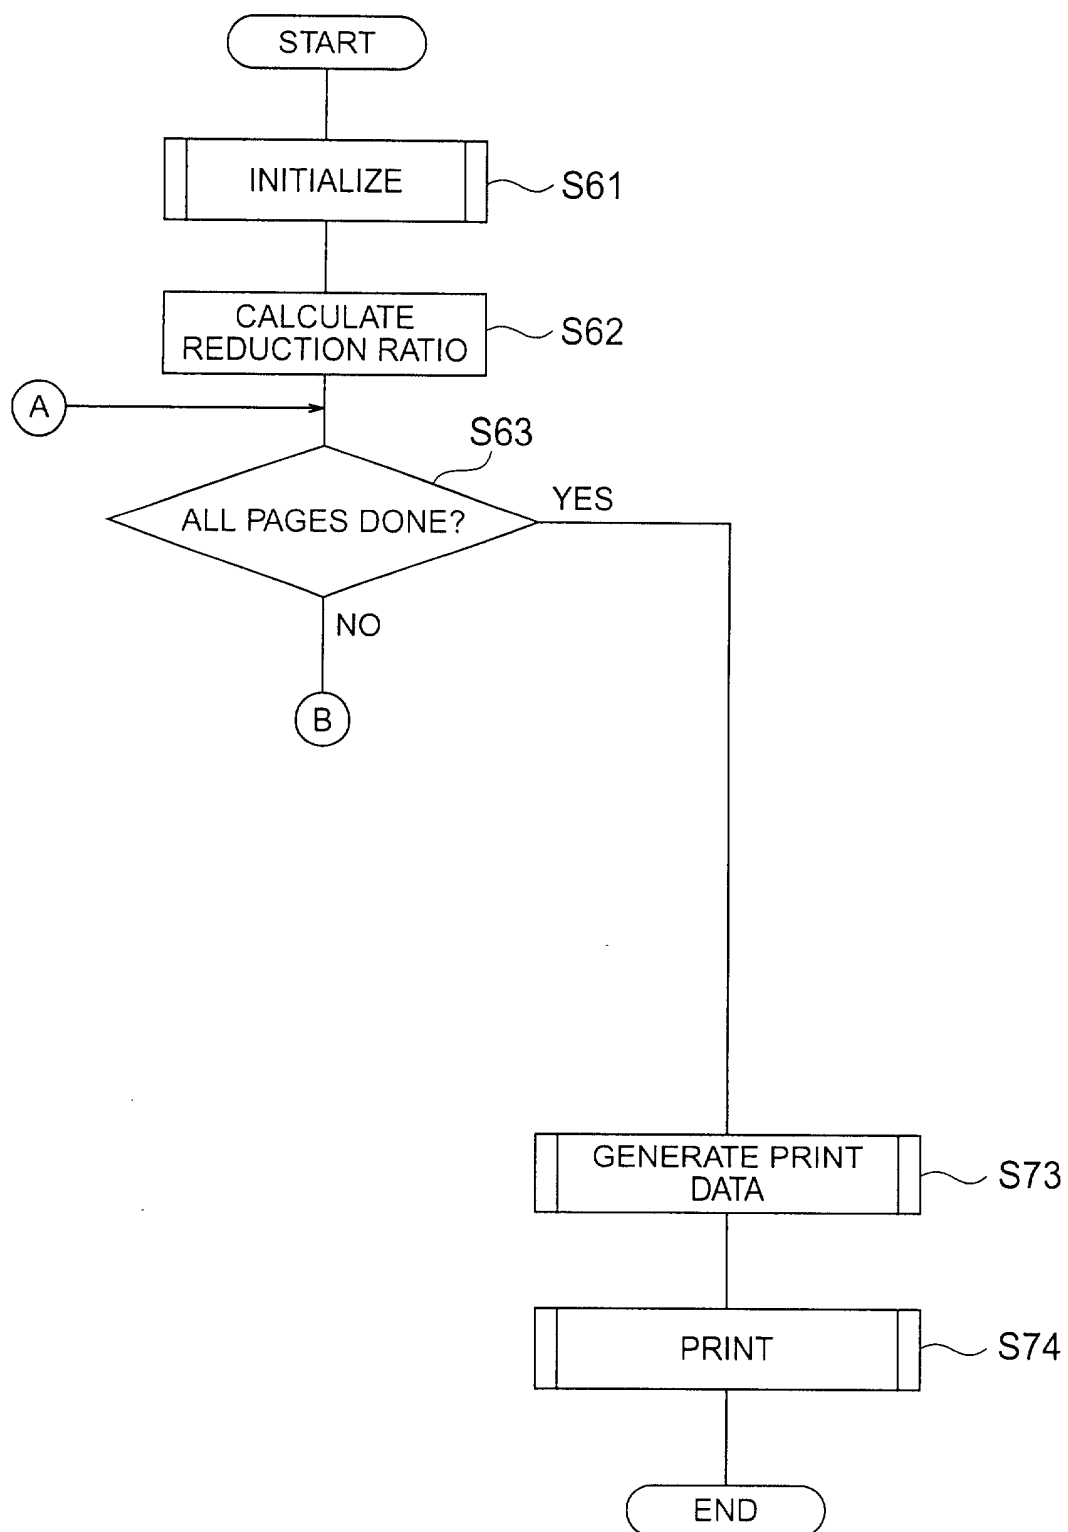 START
INITIALIZE
S61
CALCULATE
REDUCTION RATIO
S62
A
S63
ALL PAGES DONE?
YES
NO
B
GENERATE PRINT
DATA
S73
PRINT
S74
END